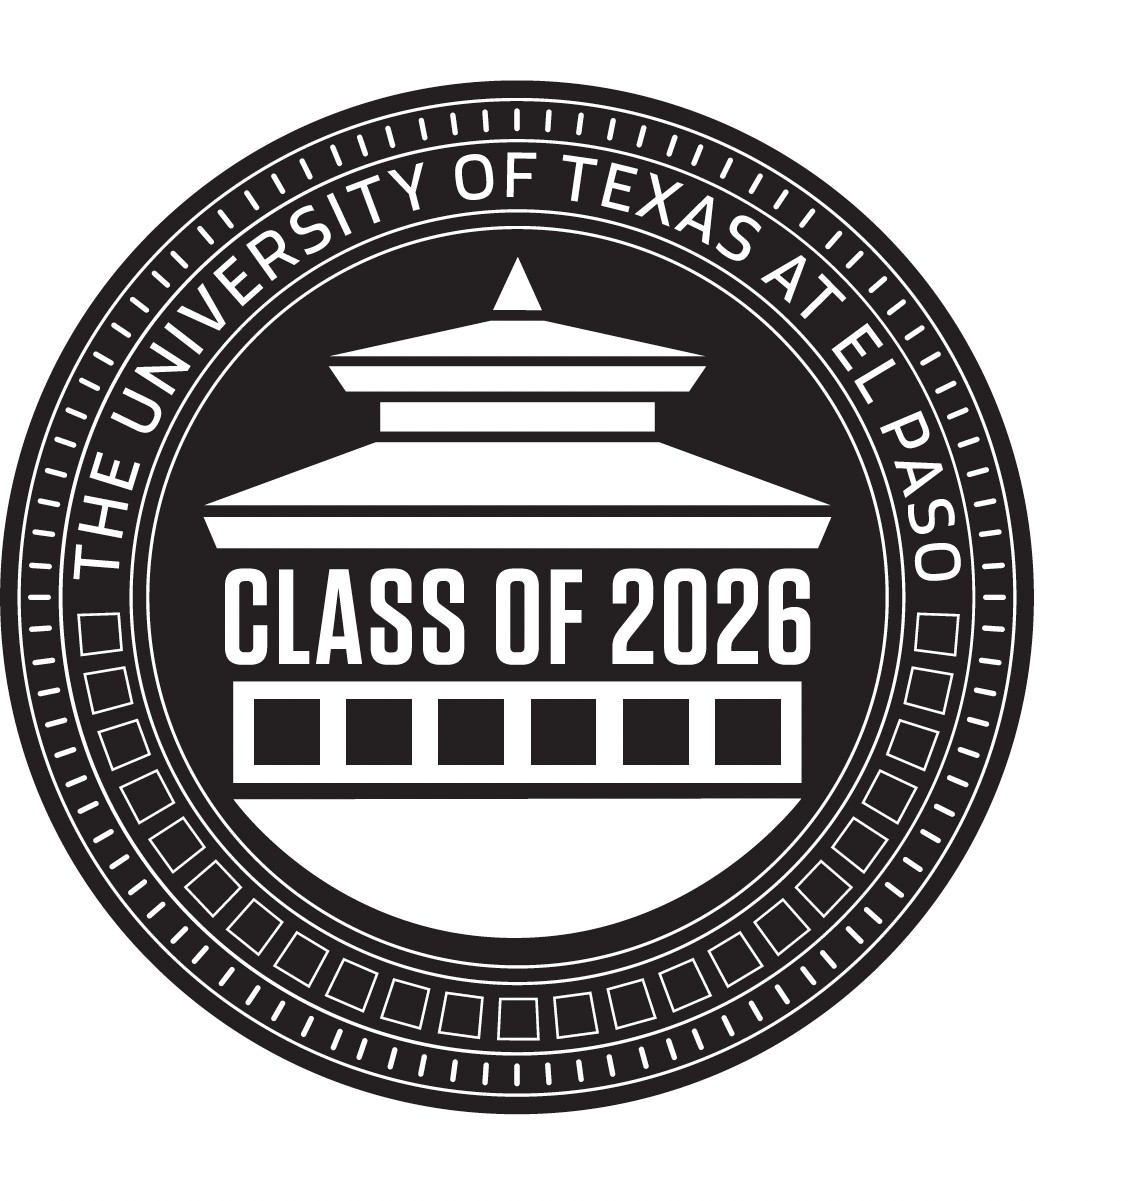 THE UNIVERSITY OF TEXAS AT EL PASO
CLASS OF 2026